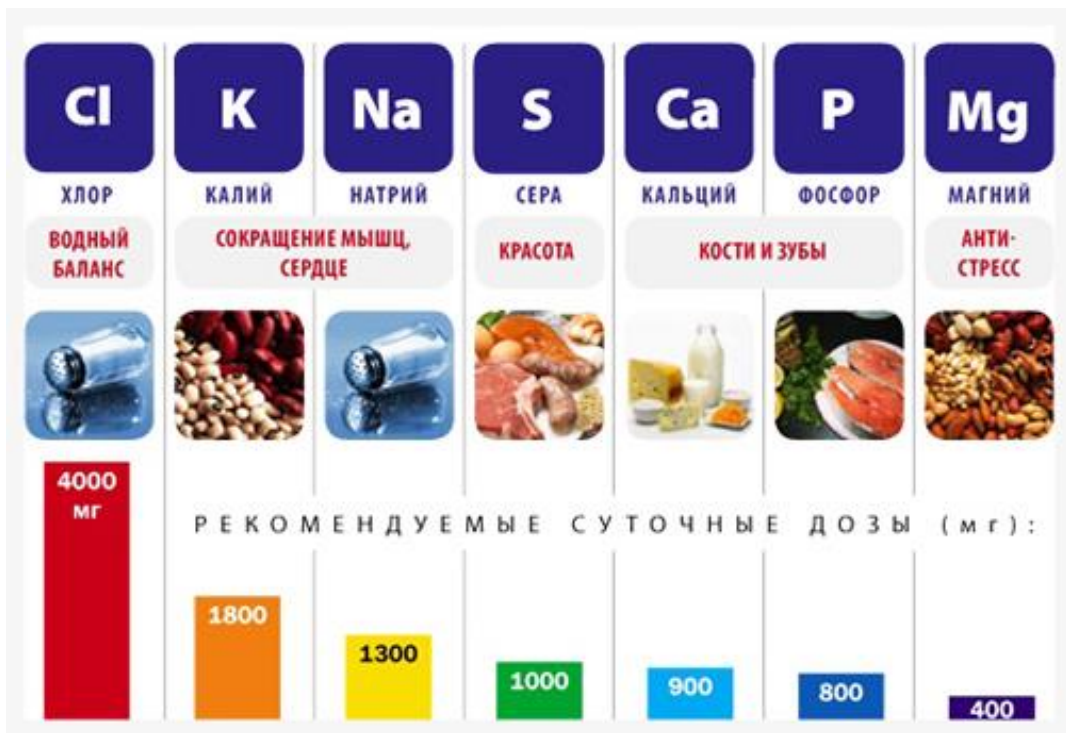 Cl K Na S Ca P Mg
ХЛОР КАЛИЙ НАТРИЙ СЕРА КАЛЬЦИЙ ФОСФОР МАГНИЙ
ВОДНЫЙ
БАЛАНС
СОКРАЩЕНИЕ МЫШЦ,
СЕРДЦЕ
КРАСОТА
КОСТИ И ЗУБЫ
АНТИ-
СТРЕСС
4000
МГ
РЕКОМЕНДУЕМЫЕ СУТОЧНЫЕ ДОЗЫ (мг):
1800
1300
1000
900
800
400